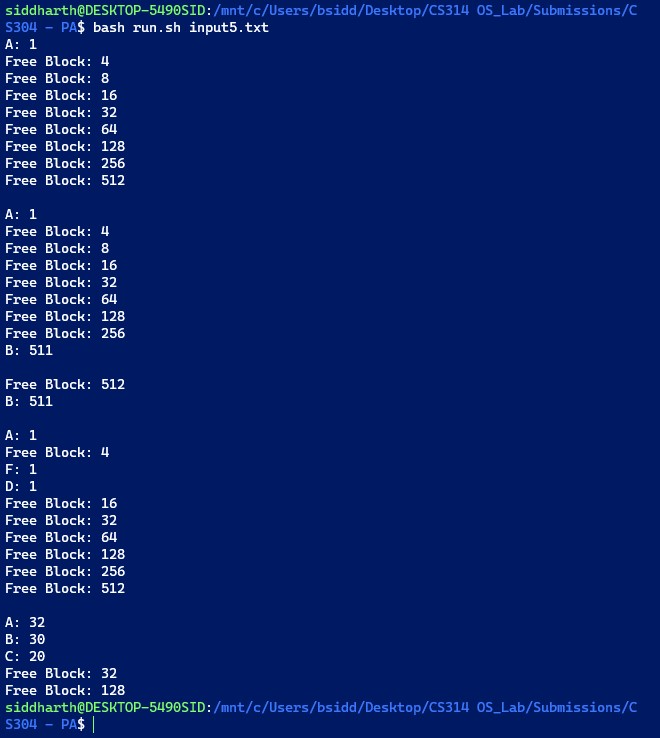 siddharth@DESKTOP-5490SID:/mnt/c/Users/bsidd/Desktop/CS314 OS_Lab/Submissions/C
S304 - PA$ bash run.sh input5.txt
A: 1
Free Block: 4
Free Block: 8
Free Block: 16
Free Block: 32
Free Block: 64
Free Block: 128
Free Block: 256
Free Block: 512

A: 1
Free Block: 4
Free Block: 8
Free Block: 16
Free Block: 32
Free Block: 64
Free Block: 128
Free Block: 256
B: 511

Free Block: 512
B: 511

A: 1
Free Block: 4
F: 1
D: 1
Free Block: 16
Free Block: 32
Free Block: 64
Free Block: 128
Free Block: 256
Free Block: 512

A: 32
B: 30
C: 20
Free Block: 32
Free Block: 128
siddharth@DESKTOP-5490SID:/mnt/c/Users/bsidd/Desktop/CS314 OS_Lab/Submissions/C
S304 - PA$